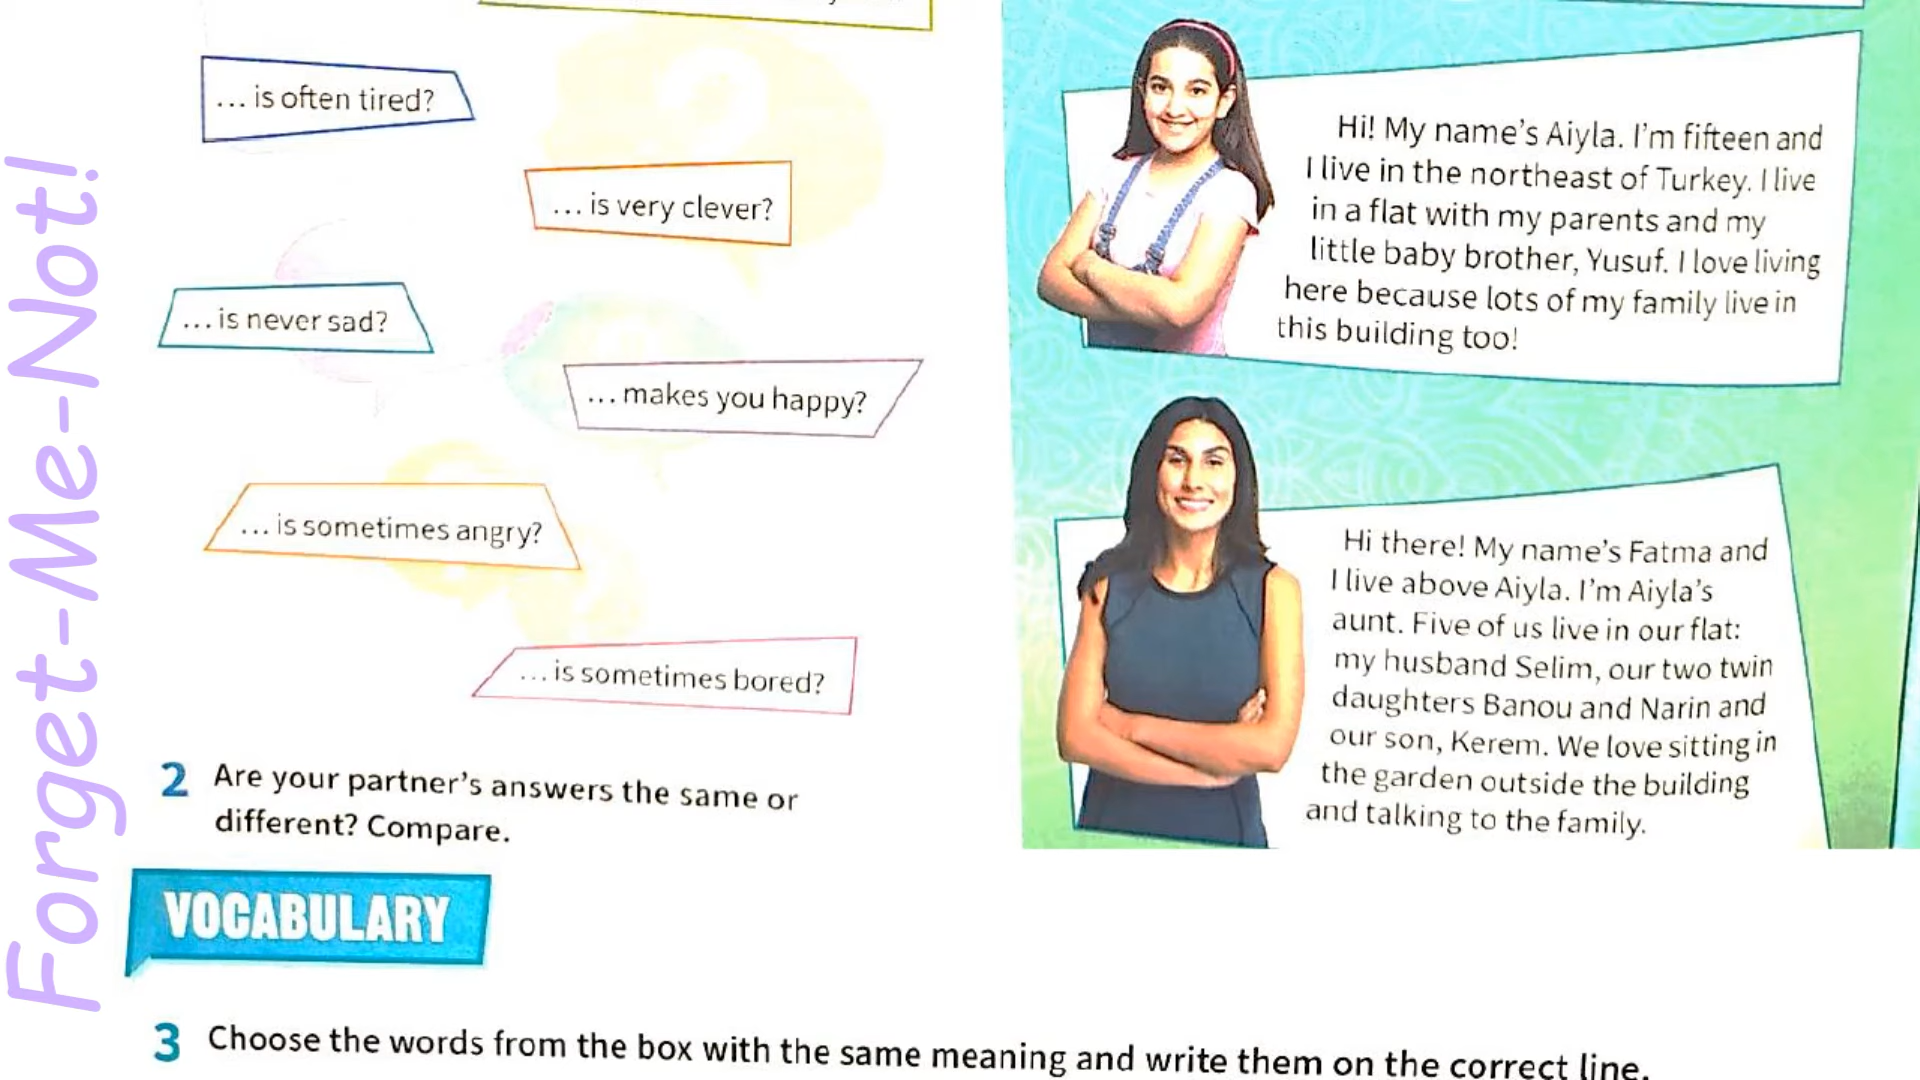 Forget-Me-Not!
... is often tired?
... is very clever?
... is never sad?
... makes you happy?
... is sometimes angry?
... is sometimes bored?
2 Are your partner's answers the same or
different? Compare.
VOCABULARY
3 Choose the words from the box with the same meaning and write them on the correct line.
Hi! My name's Aiyla. I'm fifteen and
I live in the northeast of Turkey. I live
in a flat with my parents and my
little baby brother, Yusuf. I love living
here because lots of my family live in
this building too!
Hi there! My name's Fatma and
I live above Aiyla. I'm Aiyla's
aunt. Five of us live in our flat:
my husband Selim, our two twin
daughters Banou and Narin and
our son, Kerem. We love sitting in
the garden outside the building
and talking to the family.